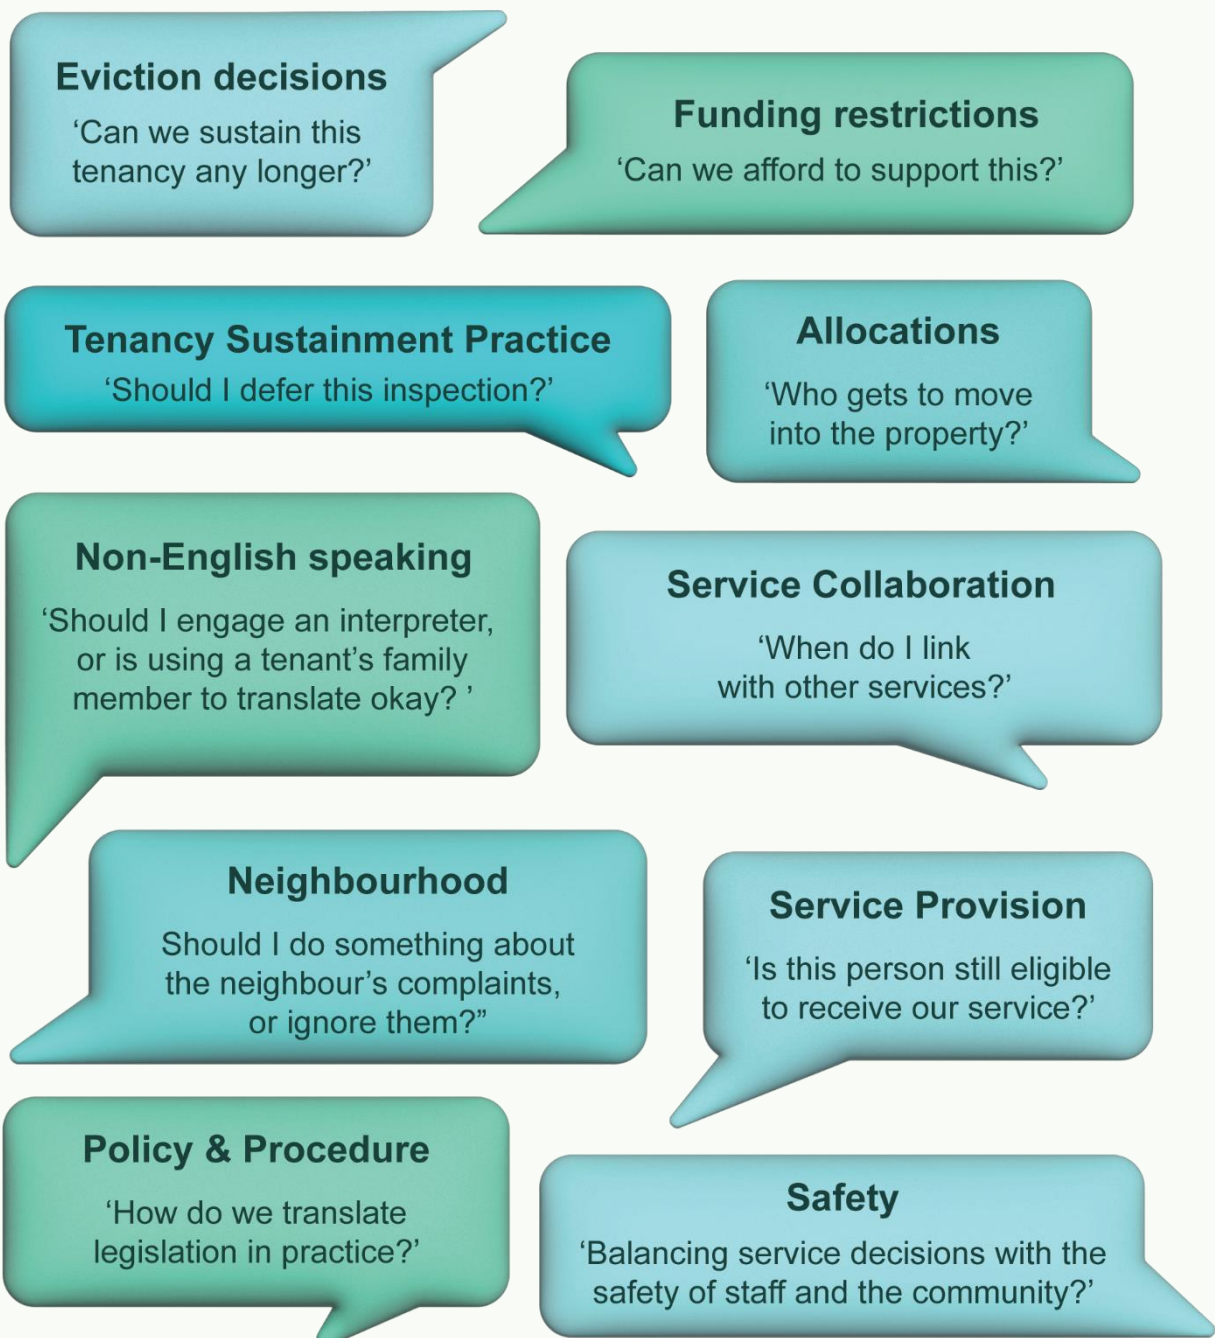 Eviction decisions
‘Can we sustain this
tenancy any longer?’
Funding restrictions
‘Can we afford to support this?’
Tenancy Sustainment Practice
‘Should I defer this inspection?’
Allocations
‘Who gets to move
into the property?’
Non-English speaking
‘Should I engage an interpreter,
or is using a tenant’s family
member to translate okay? ’
Service Collaboration
‘When do I link
with other services?’
Neighbourhood
Should I do something about
the neighbour’s complaints,
or ignore them?”
Service Provision
‘Is this person still eligible
to receive our service?’
Policy & Procedure
‘How do we translate
legislation in practice?’
Safety
‘Balancing service decisions with the
safety of staff and the community?’